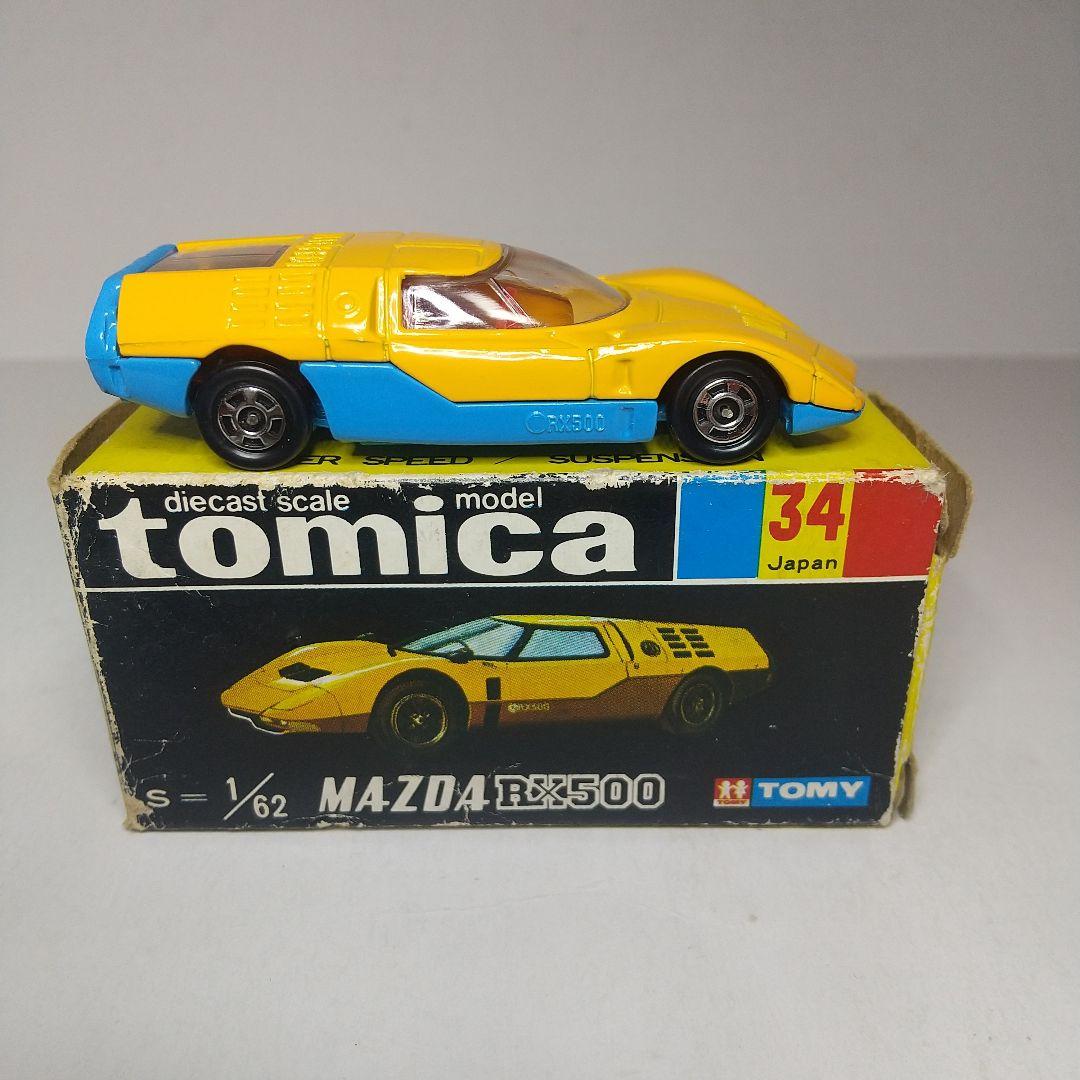 RX500
SPEED / SUSPENSION
diecast scale model
tomica
34
Japan
RX500
S= 1/62 MAZDA RX500 TOMY TOMY